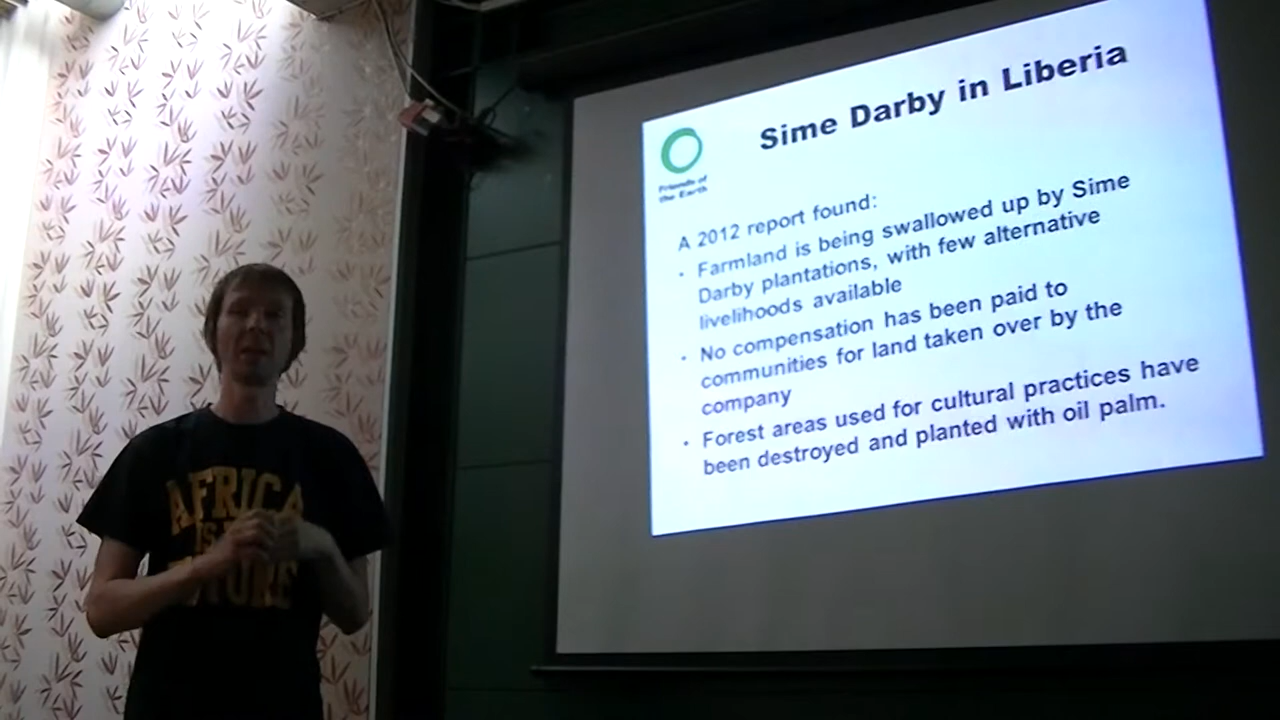 Sime Darby in Liberia
Friends of
the Earth
A 2012 report found:
• Farmland is being swallowed up by Sime
Darby plantations, with few alternative
livelihoods available
• No compensation has been paid to
communities for land taken over by the
company
• Forest areas used for cultural practices have
been destroyed and planted with oil palm.
AFRICA
IS
FUTURE